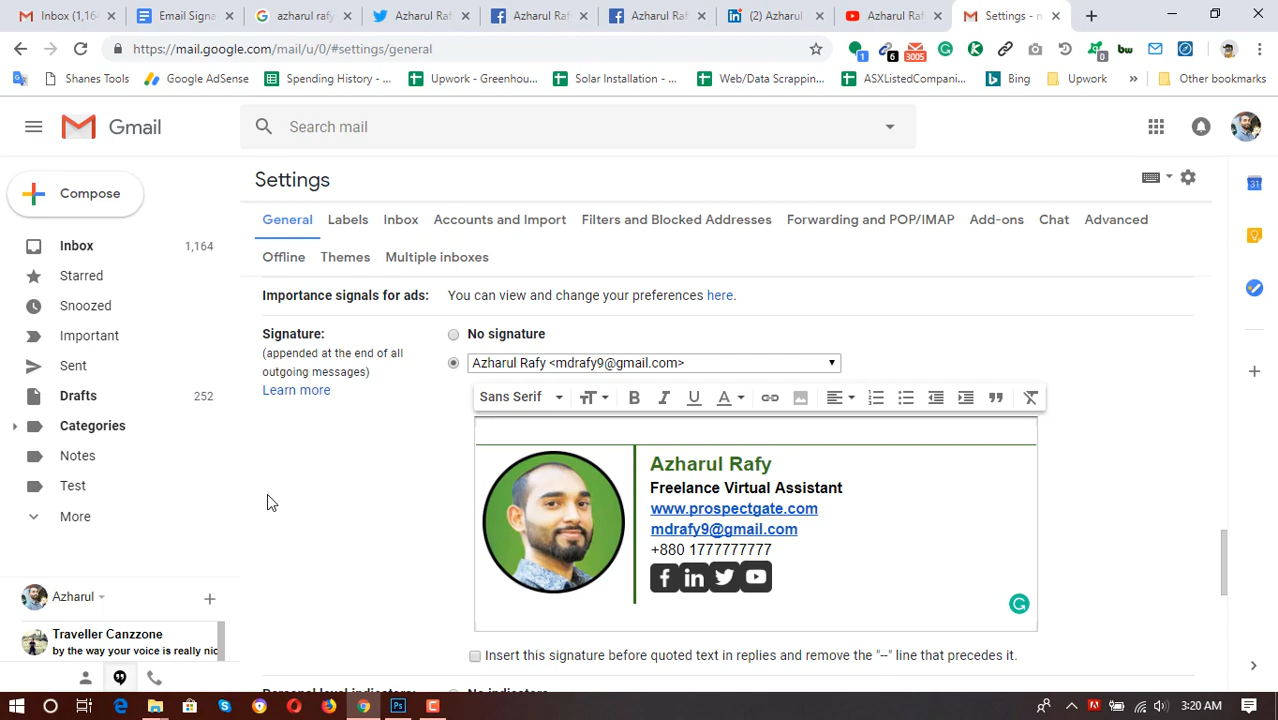 Inbox (1,16
Email Signa
azharul rafy
Azharul Raf
Azharul Raf
Azharul Raf
(2) Azharul
Azharul Raf
Settings - m
https://mail.google.com/mail/u/0/#settings/general
1
6
3005
0
bw
Shanes Tools
Google AdSense
Spending History - ...
Upwork - Greenhou...
Solar Installation - ...
Web/Data Scrappin...
ASXListedCompani...
Bing
Upwork
»
Other bookmarks
Gmail
Search mail
Compose
Settings
General
Labels
Inbox
Accounts and Import
Filters and Blocked Addresses
Forwarding and POP/IMAP
Add-ons
Chat
Advanced
Offline
Themes
Multiple inboxes
Inbox 1,164
Starred
Snoozed
Important
Sent
Drafts 252
Categories
Notes
Test
More
Importance signals for ads: You can view and change your preferences here.
Signature:
(appended at the end of all
outgoing messages)
Learn more
No signature
Azharul Rafy <mdrafy9@gmail.com>
Sans Serif
Azharul Rafy
Freelance Virtual Assistant
www.prospectgate.com
mdrafy9@gmail.com
+880 1777777777
Insert this signature before quoted text in replies and remove the "--" line that precedes it.
Azharul
Traveller Canzzone
by the way your voice is really nic
31
3:20 AM